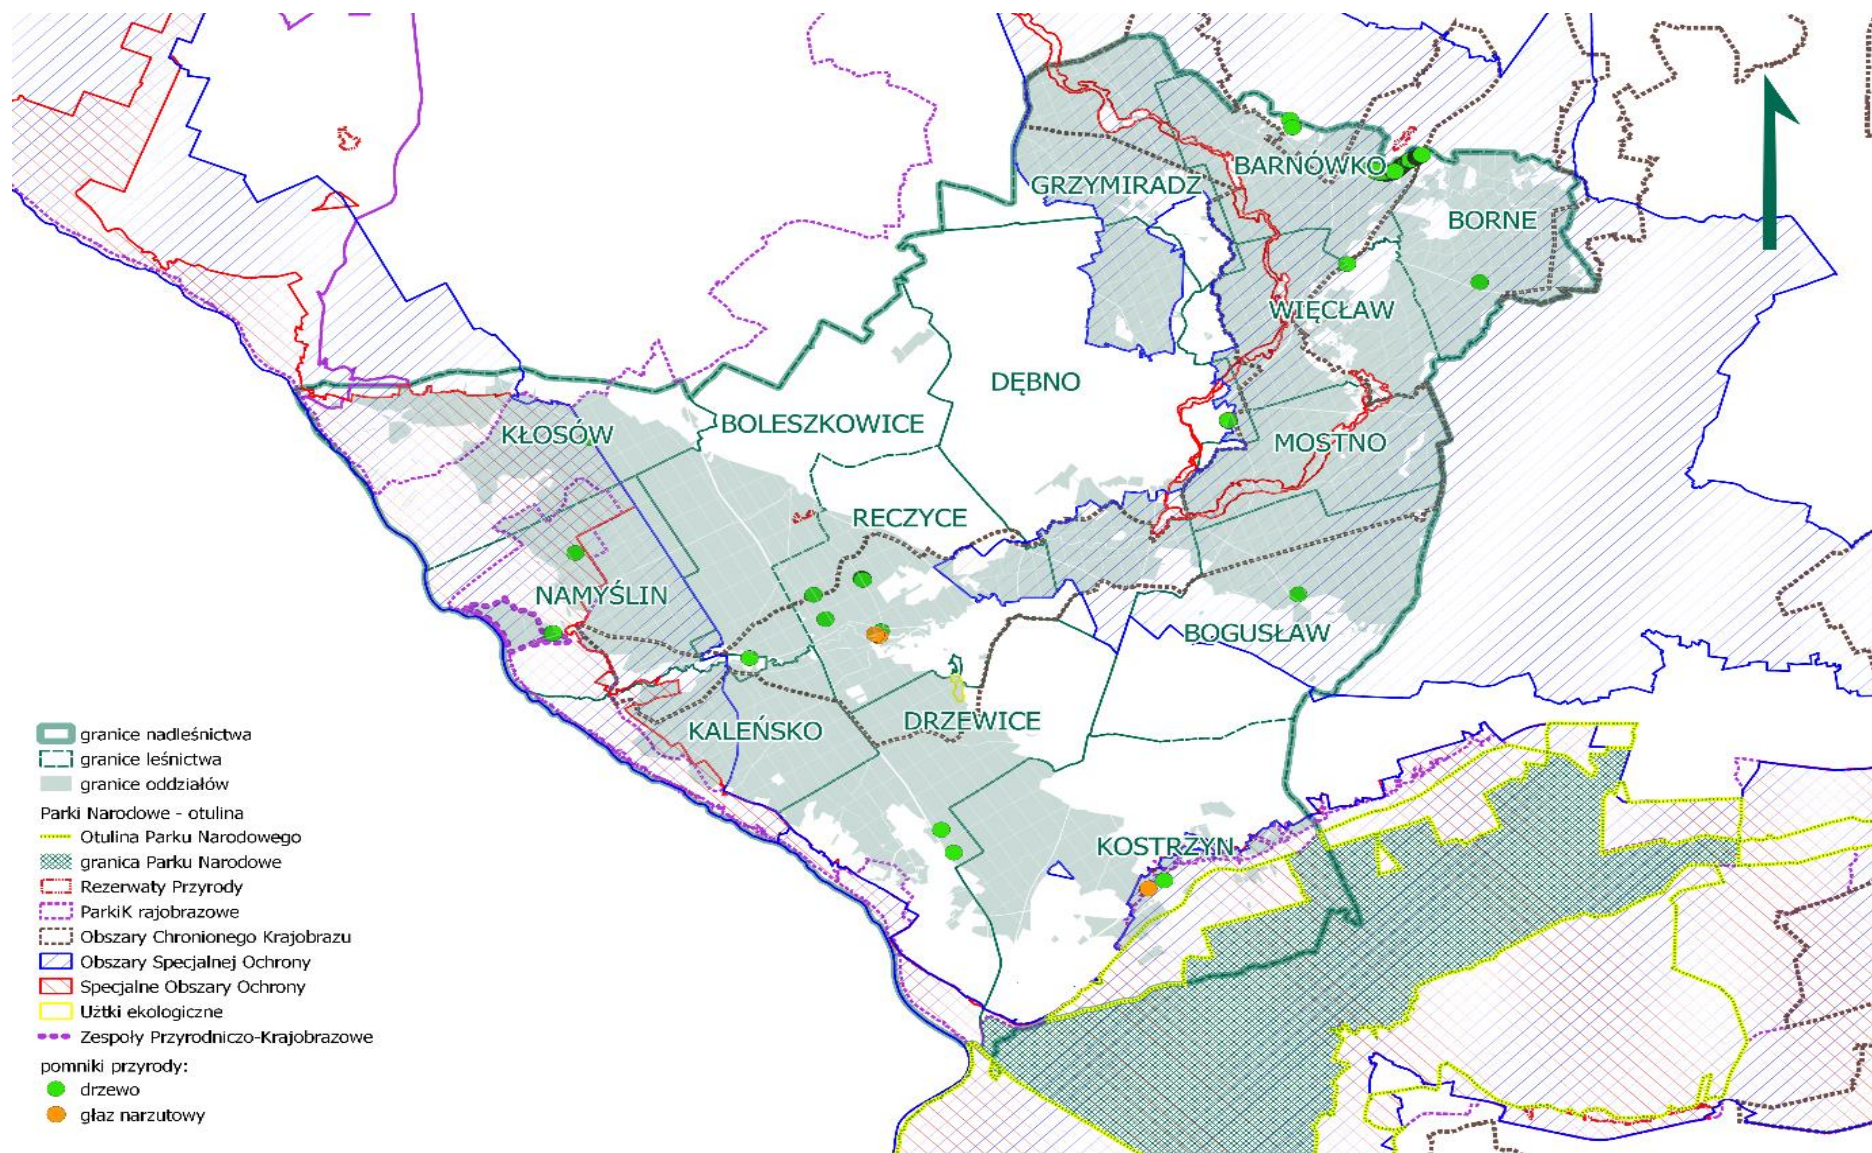 BARNÓWKO
GRZYMIRADZ
BORNE
WIĘCŁAW
DĘBNO
BOLESZKOWICE
KŁOSÓW
MOSTNO
RECZYCE
NAMYŚLIN
BOGUSŁAW
DRZEWICE
KALEŃSKO
KOSTRZYN
granice nadleśnictwa
granice leśnictwa
granice oddziałów
Parki Narodowe - otulina
Otulina Parku Narodowego
granica Parku Narodowe
Rezerwaty Przyrody
ParkiK rajobrazowe
Obszary Chronionego Krajobrazu
Obszary Specjalnej Ochrony
Specjalne Obszary Ochrony
Użtki ekologiczne
Zespoły Przyrodniczo-Krajobrazowe
pomniki przyrody:
drzewo
głaz narzutowy